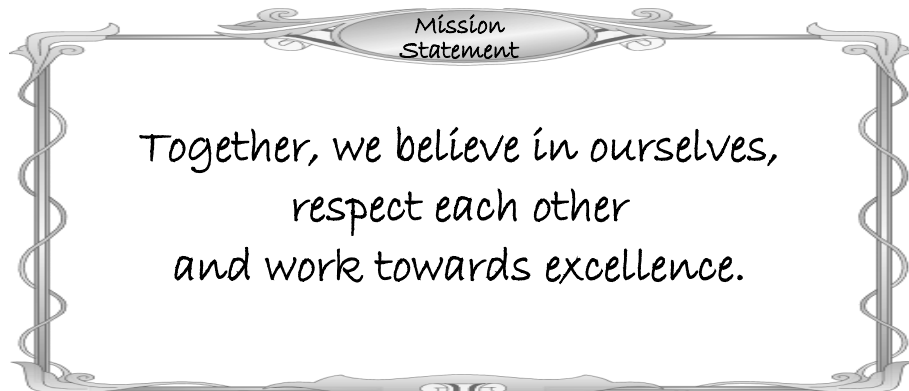 Mission
Statement
Together, we believe in ourselves,
respect each other
and work towards excellence.